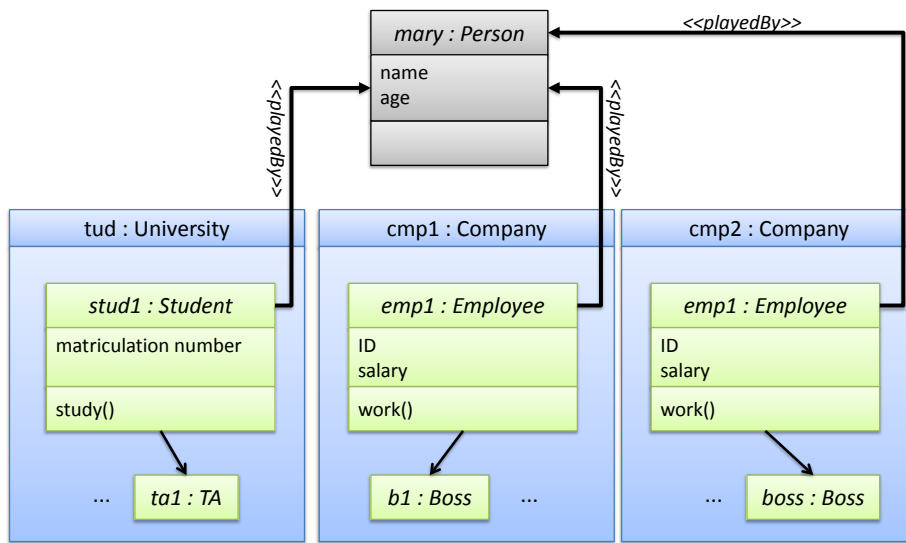 mary : Person
name
age
<<playedBy>>
<<playedBy>>
<<playedBy>>
tud : University
stud1 : Student
matriculation number
study()
...
ta1 : TA
cmp1 : Company
emp1 : Employee
ID
salary
work()
b1 : Boss
...
cmp2 : Company
emp1 : Employee
ID
salary
work()
...
boss : Boss